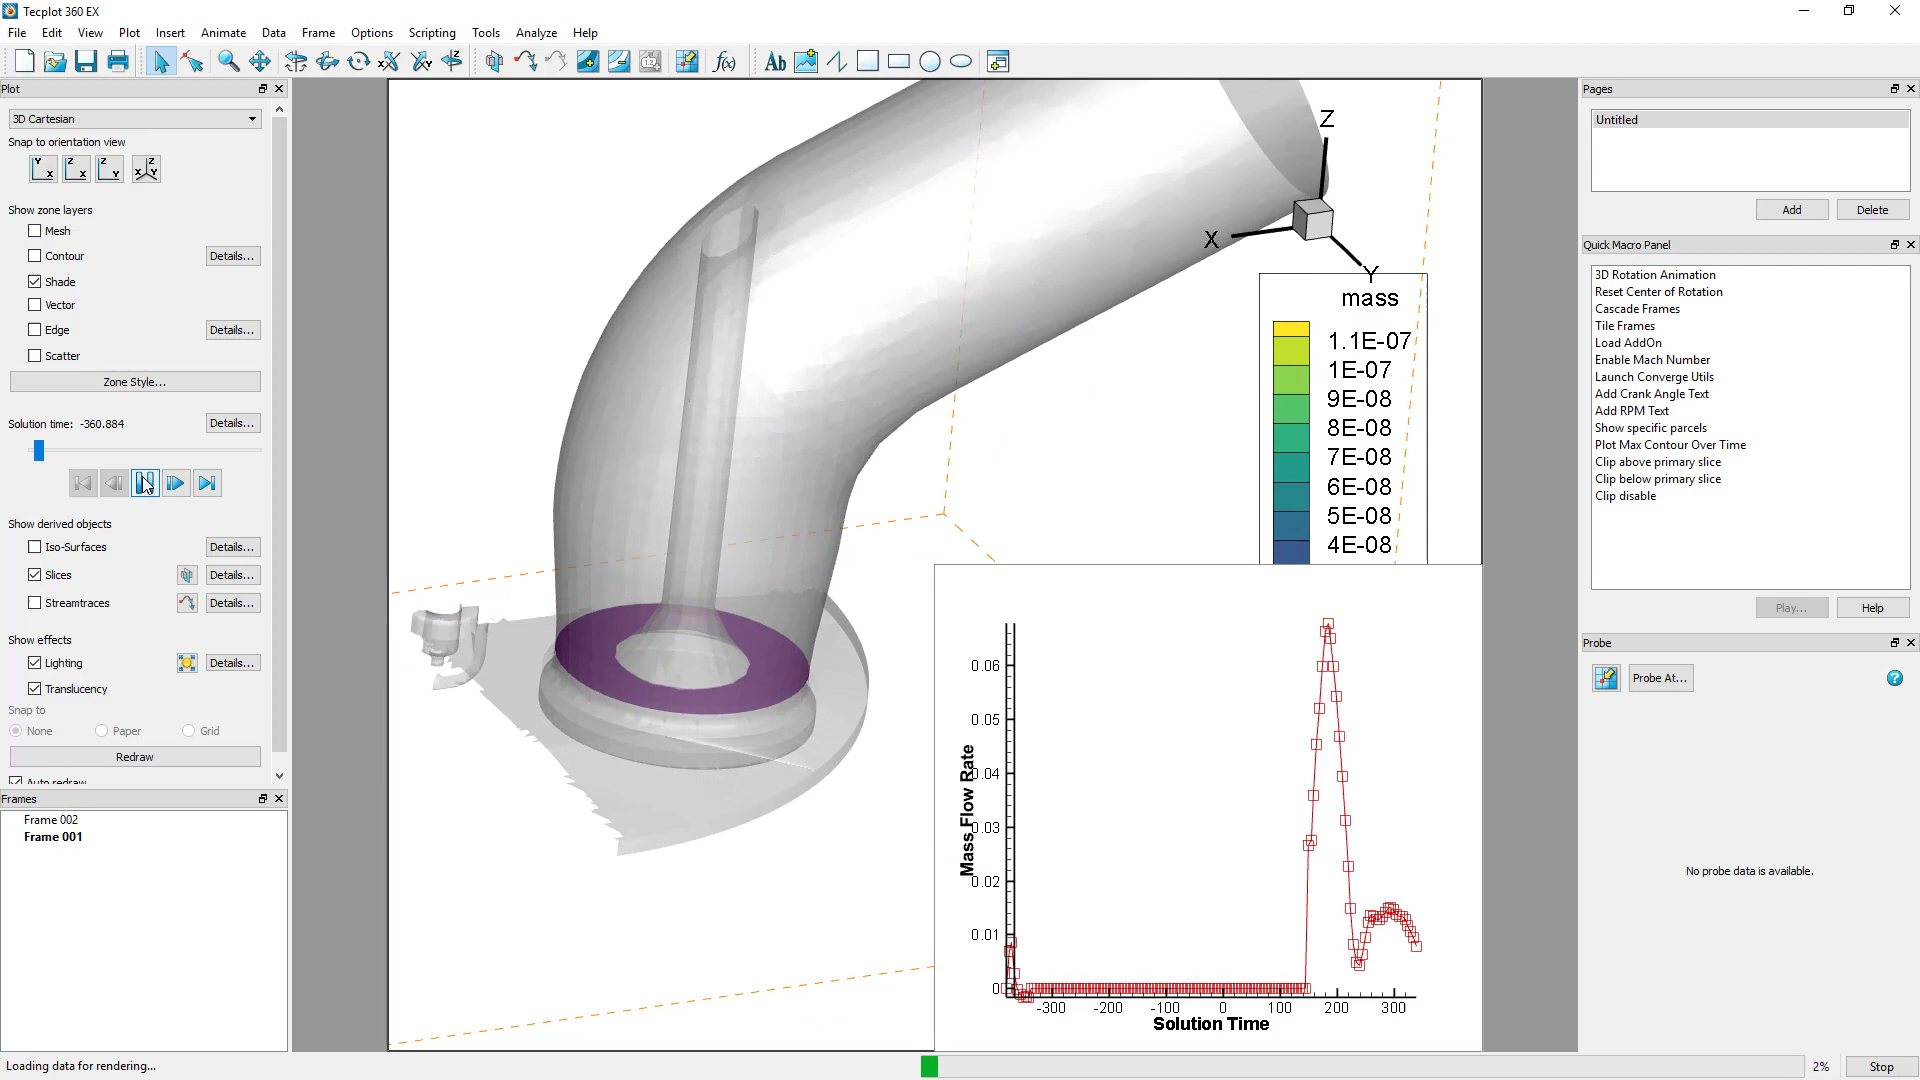 Tecplot 360 EX
File Edit View Plot Insert Animate Data Frame Options Scripting Tools Analyze Help
Ab f(x)
Plot
3D Cartesian
Snap to orientation view
Y X Z X Z Y Z X Y
Show zone layers
Mesh
Contour Details...
Shade
Vector
Edge Details...
Scatter
Zone Style...
Solution time: -360.884 Details...
Show derived objects
Iso-Surfaces Details...
Slices Details...
Streamtraces Details...
Show effects
Lighting Details...
Translucency
Snap to
None Paper Grid
Redraw
Auto redraw
Frames
Frame 002
Frame 001
Z
X
Y
mass
1.1E-07
1E-07
9E-08
8E-08
7E-08
6E-08
5E-08
4E-08
Mass Flow Rate
0.06
0.05
0.04
0.03
0.02
0.01
0
-300 -200 -100 0 100 200 300
Solution Time
Pages
Untitled
Add Delete
Quick Macro Panel
3D Rotation Animation
Reset Center of Rotation
Cascade Frames
Tile Frames
Load AddOn
Enable Mach Number
Launch Converge Utils
Add Crank Angle Text
Add RPM Text
Show specific parcels
Plot Max Contour Over Time
Clip above primary slice
Clip below primary slice
Clip disable
Play... Help
Probe
Probe At... ?
No probe data is available.
Loading data for rendering... 2% Stop